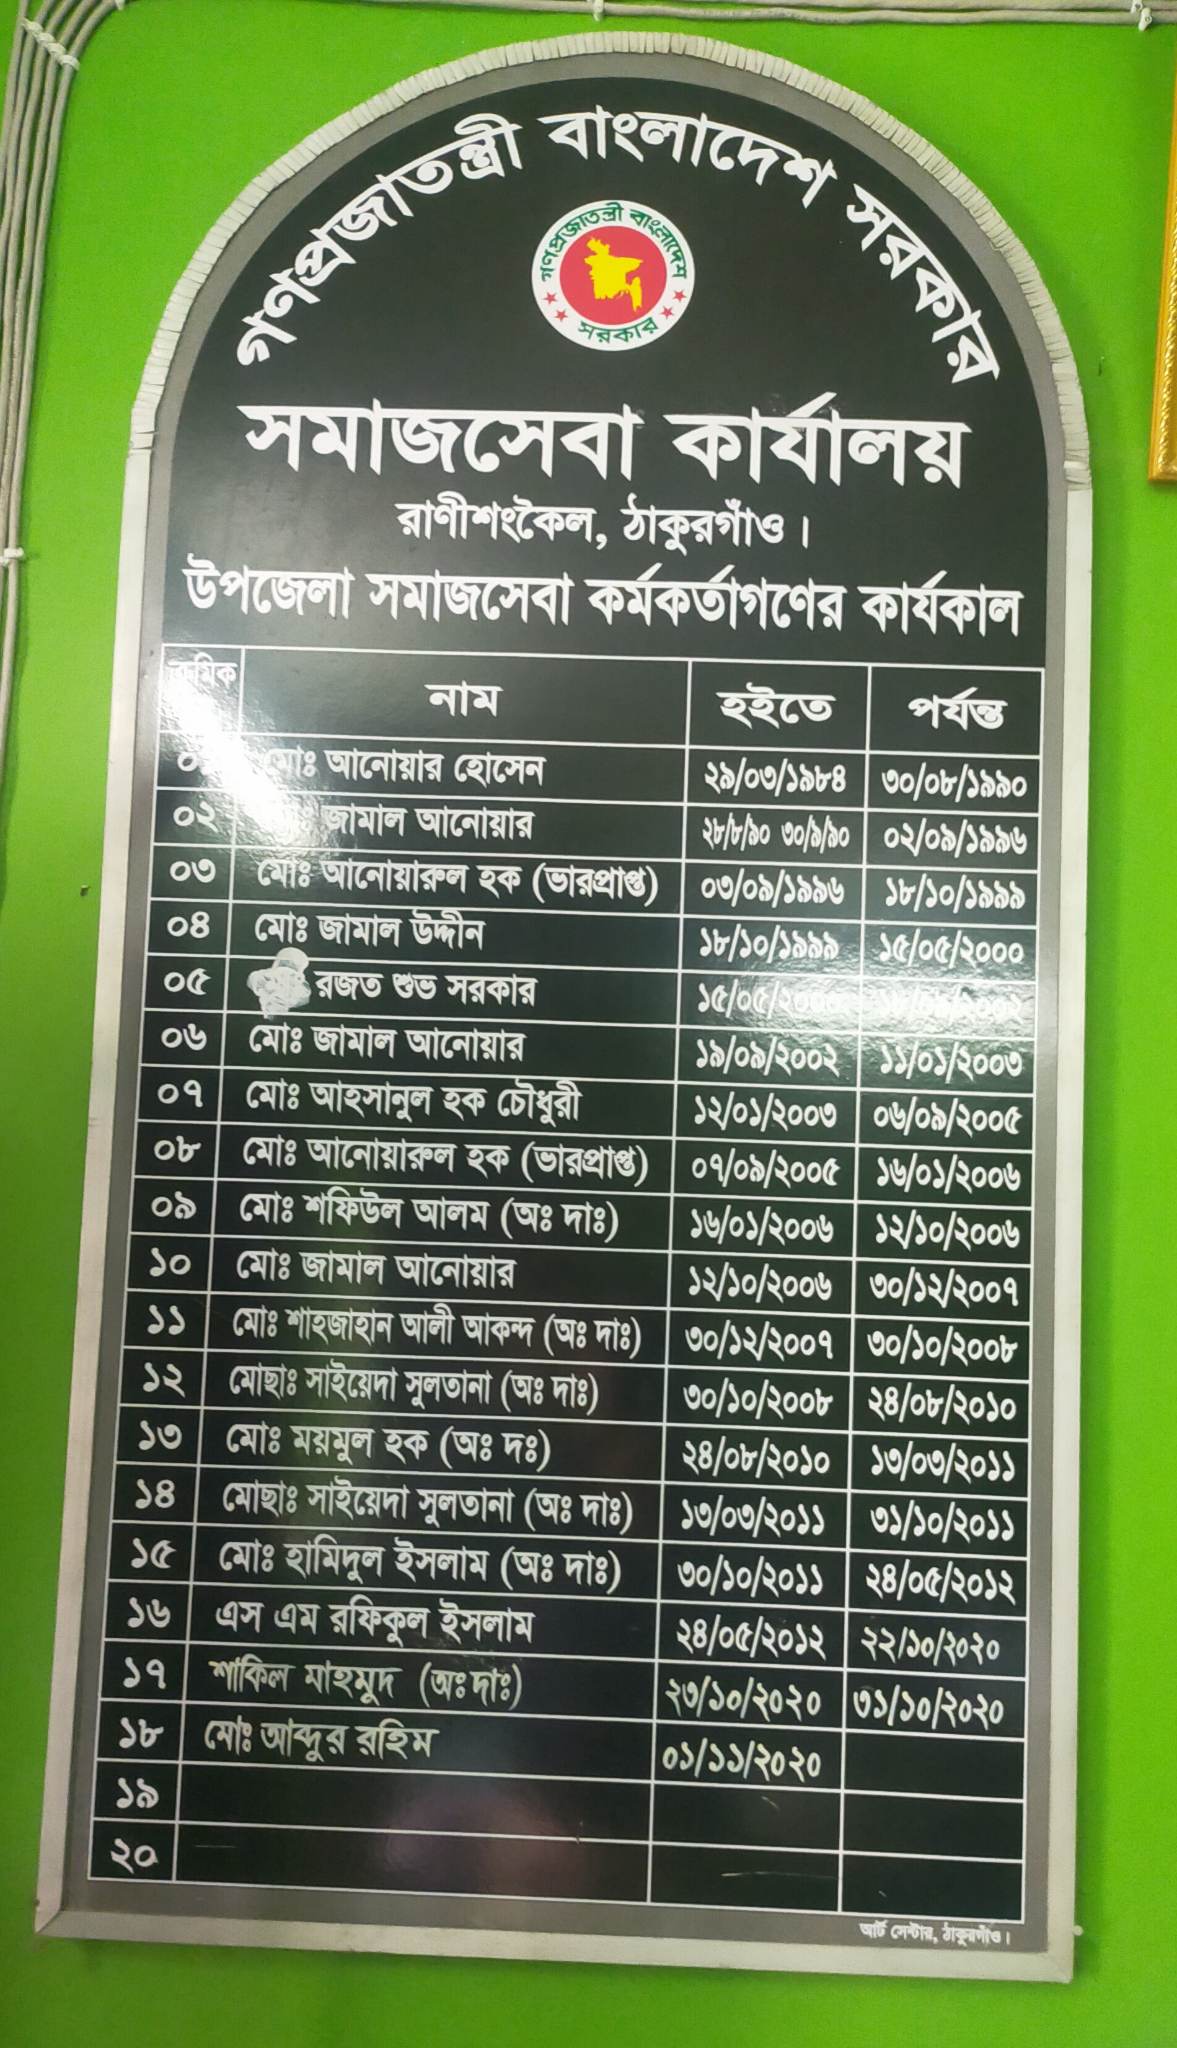 গণপ্রজাতন্ত্রী বাংলাদেশ সরকার
গণপ্রজাতন্ত্রী বাংলাদেশ
সরকার
সমাজসেবা কার্যালয়
রাণীশংকৈল, ঠাকুরগাঁও।
উপজেলা সমাজসেবা কর্মকর্তাগণের কার্যকাল
ক্রমিক নাম হইতে পর্যন্ত
মোঃ আনোয়ার হোসেন ২৯/০৩/১৯৮৪ ৩০/০৮/১৯৯০
০২ জামাল আনোয়ার ২৮/৮/৯০ ৩০/৯/৯০ ০২/০৯/১৯৯৬
০৩ মোঃ আনোয়ারুল হক (ভারপ্রাপ্ত) ০৩/০৯/১৯৯৬ ১৮/১০/১৯৯৯
০৪ মোঃ জামাল উদ্দীন ১৮/১০/১৯৯৯ ১৫/০৫/২০০০
০৫ রজত শুভ সরকার ১৫/০৫/২০০০
০৬ মোঃ জামাল আনোয়ার ১৯/০৯/২০০২ ১১/০১/২০০৩
০৭ মোঃ আহসানুল হক চৌধুরী ১২/০১/২০০৩ ০৬/০৯/২০০৫
০৮ মোঃ আনোয়ারুল হক (ভারপ্রাপ্ত) ০৭/০৯/২০০৫ ১৬/০১/২০০৬
০৯ মোঃ শফিউল আলম (অঃ দাঃ) ১৬/০১/২০০৬ ১২/১০/২০০৬
১০ মোঃ জামাল আনোয়ার ১২/১০/২০০৬ ৩০/১২/২০০৭
১১ মোঃ শাহজাহান আলী আকন্দ (অঃ দাঃ) ৩০/১২/২০০৭ ৩০/১০/২০০৮
১২ মোছাঃ সাইয়েদা সুলতানা (অঃ দাঃ) ৩০/১০/২০০৮ ২৪/০৮/২০১০
১৩ মোঃ ময়মুল হক (অঃ দঃ) ২৪/০৮/২০১০ ১৩/০৩/২০১১
১৪ মোছাঃ সাইয়েদা সুলতানা (অঃ দাঃ) ১৩/০৩/২০১১ ৩১/১০/২০১১
১৫ মোঃ হামিদুল ইসলাম (অঃ দাঃ) ৩০/১০/২০১১ ২৪/০৫/২০১২
১৬ এস এম রফিকুল ইসলাম ২৪/০৫/২০১২ ২২/১০/২০২০
১৭ শাকিল মাহমুদ (অঃদাঃ) ২৩/১০/২০২০ ৩১/১০/২০২০
১৮ মোঃ আব্দুর রহিম ০১/১১/২০২০
১৯
২০
আর্ট সেন্টার, ঠাকুরগাঁও।